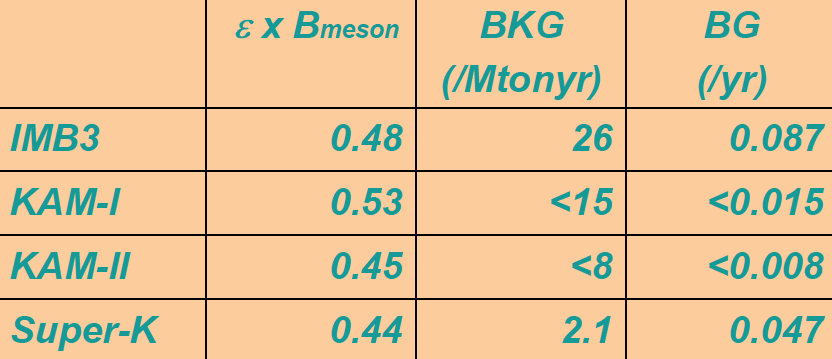 ε x Bmeson BKG BG
(/Mtonyr) (/yr)
IMB3 0.48 26 0.087
KAM-I 0.53 <15 <0.015
KAM-II 0.45 <8 <0.008
Super-K 0.44 2.1 0.047